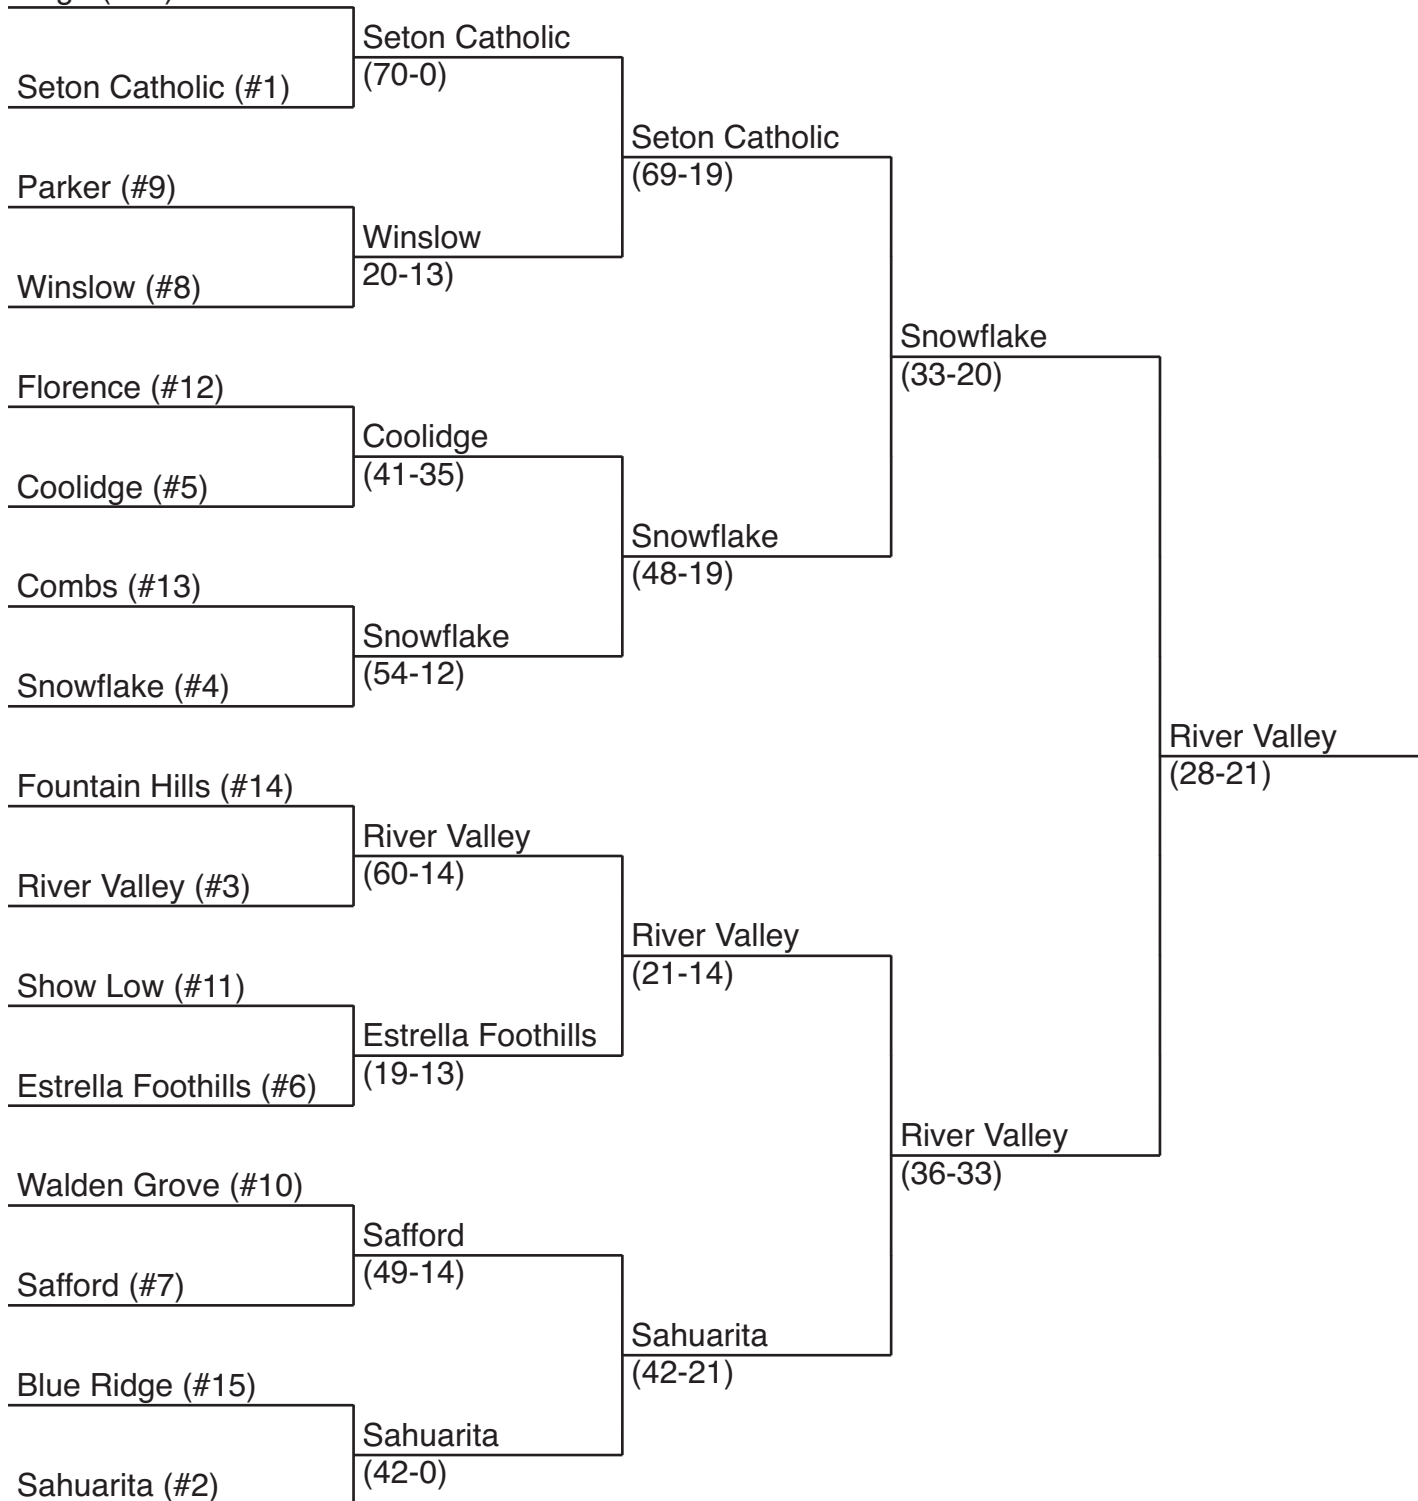 Seton Catholic
Seton Catholic (#1)
(70-0)
Seton Catholic
(69-19)
Parker (#9)
Winslow
Winslow (#8)
20-13)
Snowflake
(33-20)
Florence (#12)
Coolidge
Coolidge (#5)
(41-35)
Snowflake
(48-19)
Combs (#13)
Snowflake
Snowflake (#4)
(54-12)
River Valley
(28-21)
Fountain Hills (#14)
River Valley
River Valley (#3)
(60-14)
River Valley
(21-14)
Show Low (#11)
Estrella Foothills
Estrella Foothills (#6)
(19-13)
River Valley
(36-33)
Walden Grove (#10)
Safford
Safford (#7)
(49-14)
Sahuarita
(42-21)
Blue Ridge (#15)
Sahuarita
Sahuarita (#2)
(42-0)